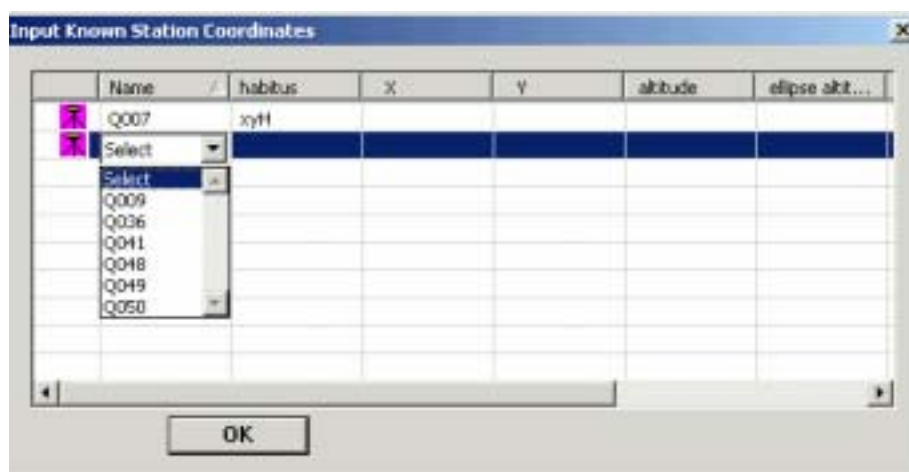 Input Known Station Coordinates
Name habitus X Y altitude ellipse altit...
Q007 xyH
Select
Select
Q009
Q036
Q041
Q048
Q049
Q050
OK